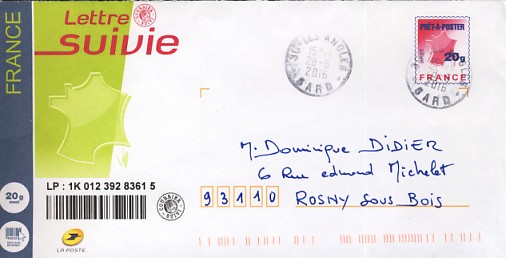 FRANCE
Lettre
suivie
PRÊT-À-POSTER
20g
FRANCE
2016
GARD
2016
GARD
M. Dominique DIDIER
6 Rue edmond Michelet
93110 ROSNY Sous Bois
LP : 1K 012 392 8361 5
20g
LA POSTE